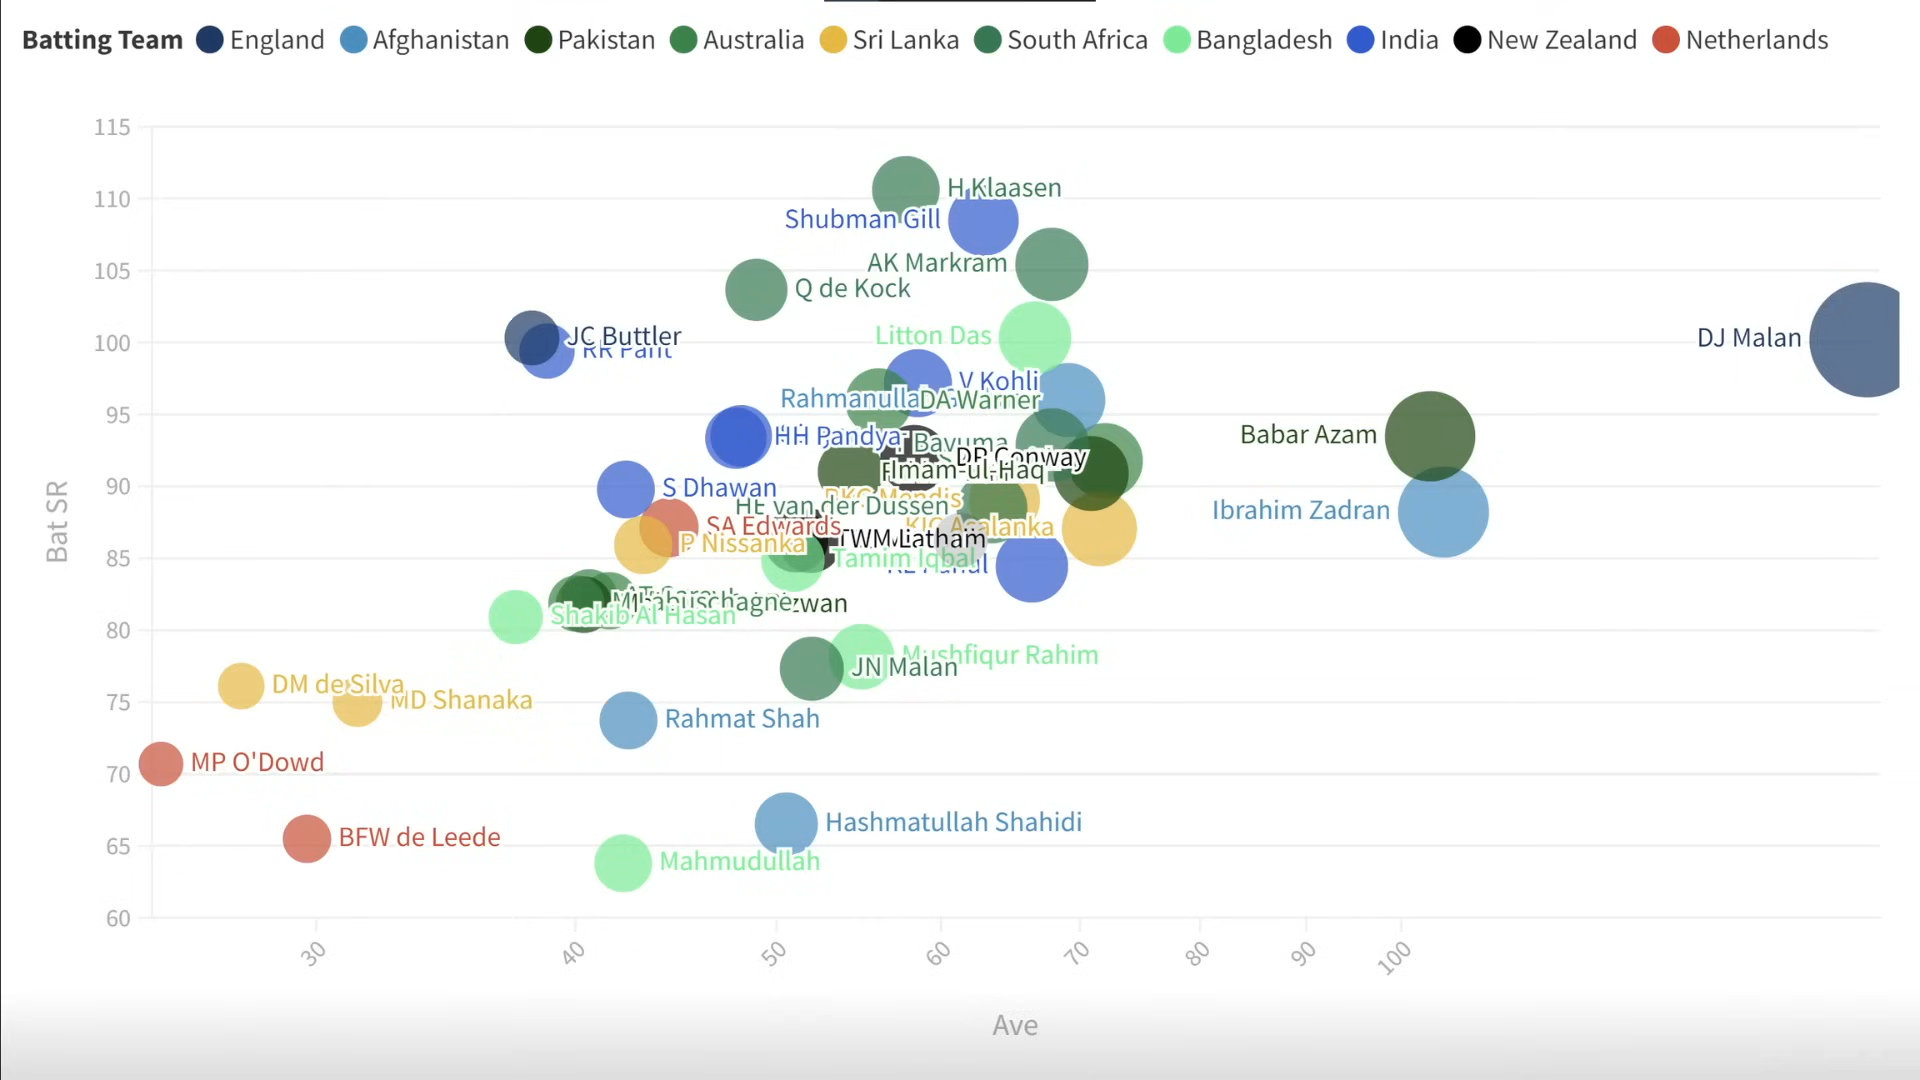 Batting Team England Afghanistan Pakistan Australia Sri Lanka South Africa Bangladesh India New Zealand Netherlands
115
110
105
100
95
90
85
80
75
70
65
60
Bat SR
H Klaasen
Shubman Gill
AK Markram
Q de Kock
Litton Das
JC Buttler
RR Pant
DJ Malan
V Kohli
DA Warner
HH Pandya
Babar Azam
Bavuma
DP Conway
Imam-ul-Haq
S Dhawan
HE van der Dussen
Ibrahim Zadran
SA Edwards
P Nissanka
Latham
Tamim Iqbal
Shakib Al Hasan
Mushfiqur Rahim
JN Malan
DM de Silva
MD Shanaka
Rahmat Shah
MP O'Dowd
Hashmatullah Shahidi
BFW de Leede
Mahmudullah
30 40 50 60 70 80 90 100
Ave